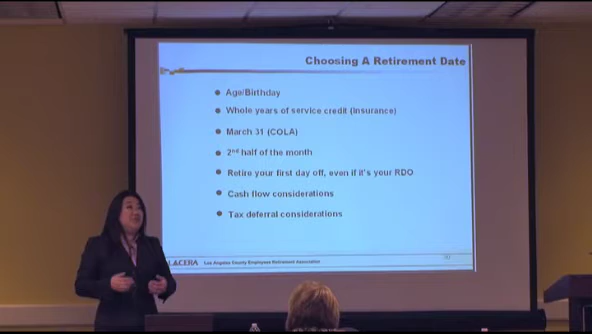 Choosing A Retirement Date
Age/Birthday
Whole years of service credit (Insurance)
March 31 (COLA)
2nd half of the month
Retire your first day off, even if it's your RDO
Cash flow considerations
Tax deferral considerations
LACERA Los Angeles County Employees Retirement Association